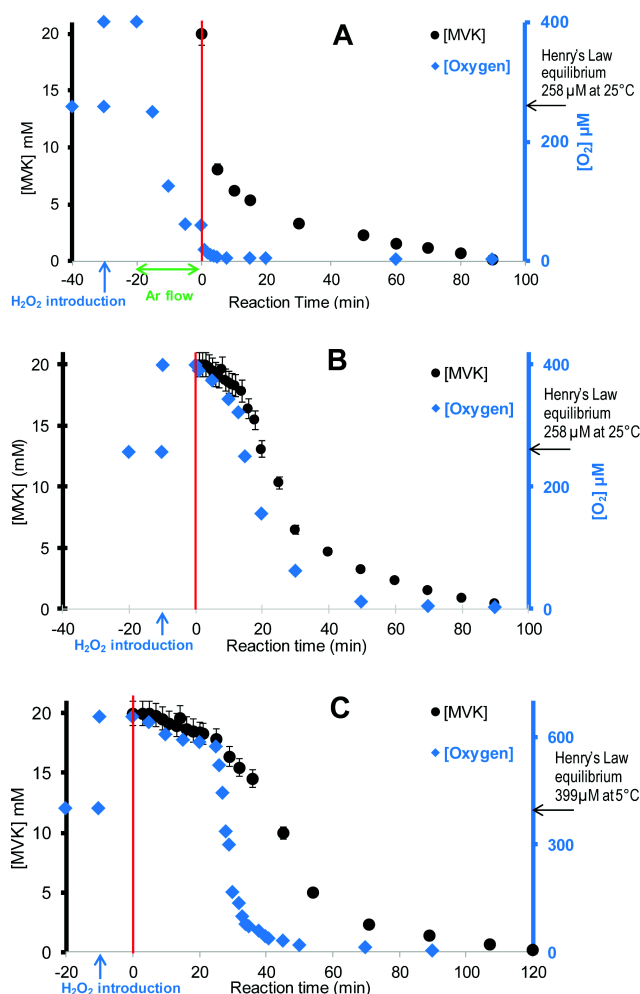 A
[MVK]
[Oxygen]
Henry's Law
equilibrium
258 µM at 25°C
20
15
10
5
0
[MVK] mM
400
200
0
[O₂] µM
-40 -20 0 20 40 60 80 100
H₂O₂ introduction
Ar flow
Reaction Time (min)
B
[MVK]
[Oxygen]
Henry's Law
equilibrium
258 µM at 25°C
20
15
10
5
0
[MVK] (mM)
400
200
0
[O₂] µM
-40 -20 0 20 40 60 80 100
H₂O₂ introduction
Reaction time (min)
C
[MVK]
[Oxygen]
Henry's Law
equilibrium
399µM at 5°C
20
15
10
5
0
[MVK] mM
600
300
0
-20 0 20 40 60 80 100 120
H₂O₂ introduction
Reaction time (min)